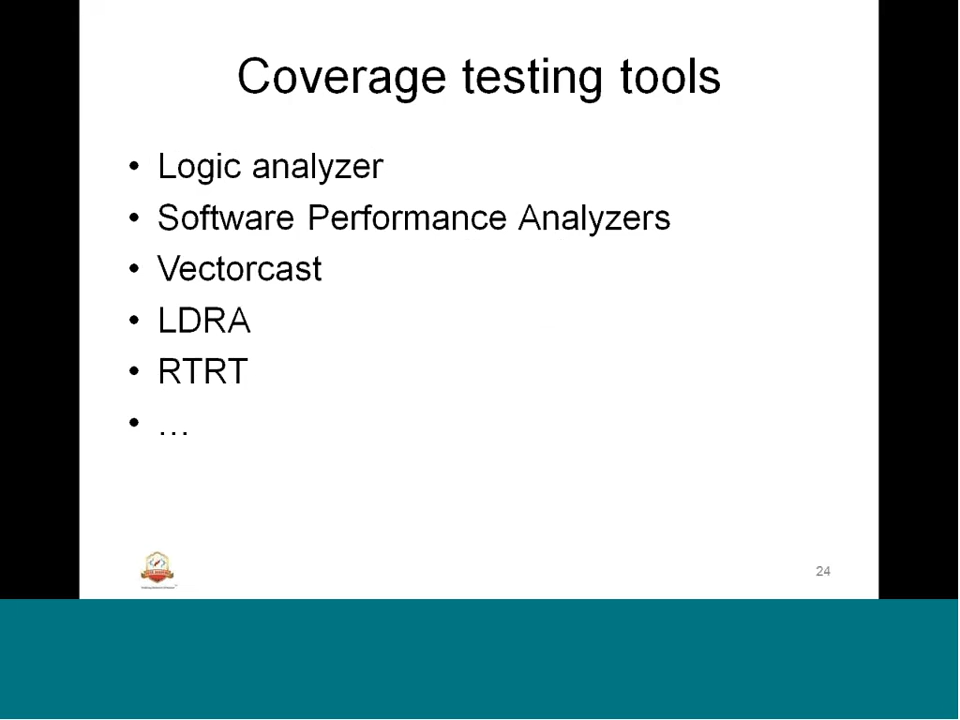 Coverage testing tools
• Logic analyzer
• Software Performance Analyzers
• Vectorcast
• LDRA
• RTRT
• …
24